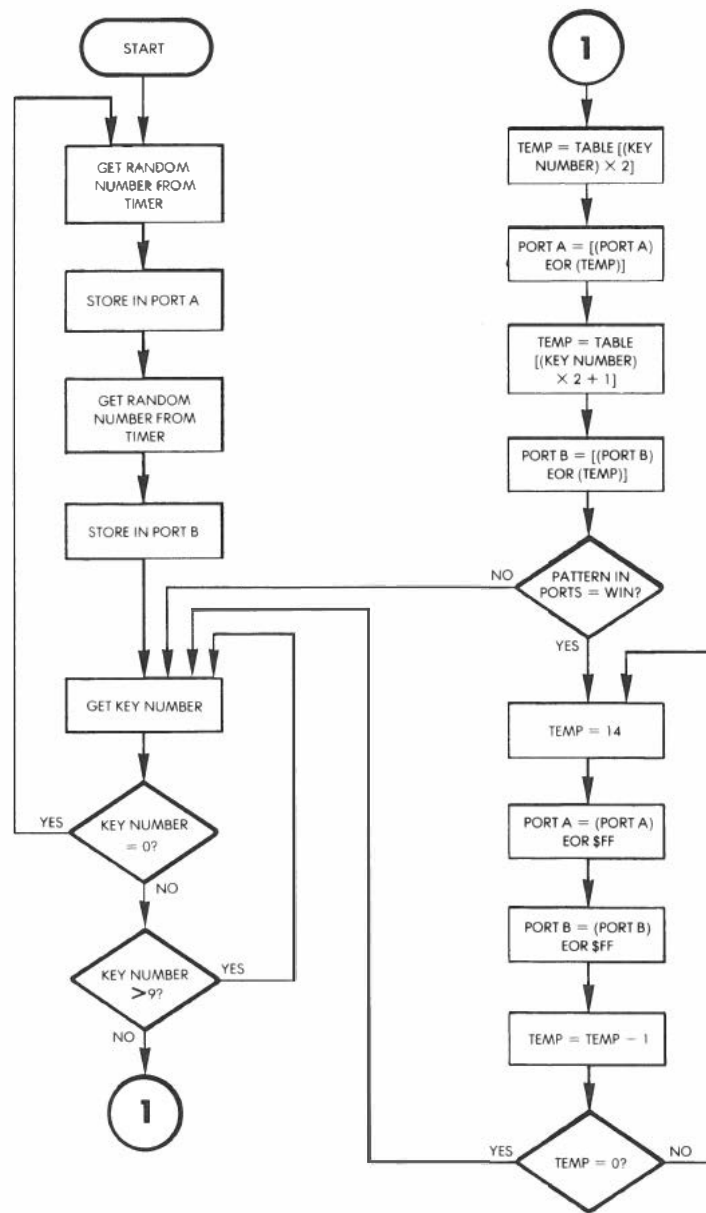 START
GET RANDOM
NUMBER FROM
TIMER
STORE IN PORT A
GET RANDOM
NUMBER FROM
TIMER
STORE IN PORT B
GET KEY NUMBER
KEY NUMBER
= 0?
YES
NO
KEY NUMBER
>9?
YES
NO
1
1
TEMP = TABLE [(KEY
NUMBER) × 2]
PORT A = [(PORT A)
EOR (TEMP)]
TEMP = TABLE
[(KEY NUMBER)
× 2 + 1]
PORT B = [(PORT B)
EOR (TEMP)]
PATTERN IN
PORTS = WIN?
NO
YES
TEMP = 14
PORT A = (PORT A)
EOR $FF
PORT B = (PORT B)
EOR $FF
TEMP = TEMP − 1
TEMP = 0?
YES
NO